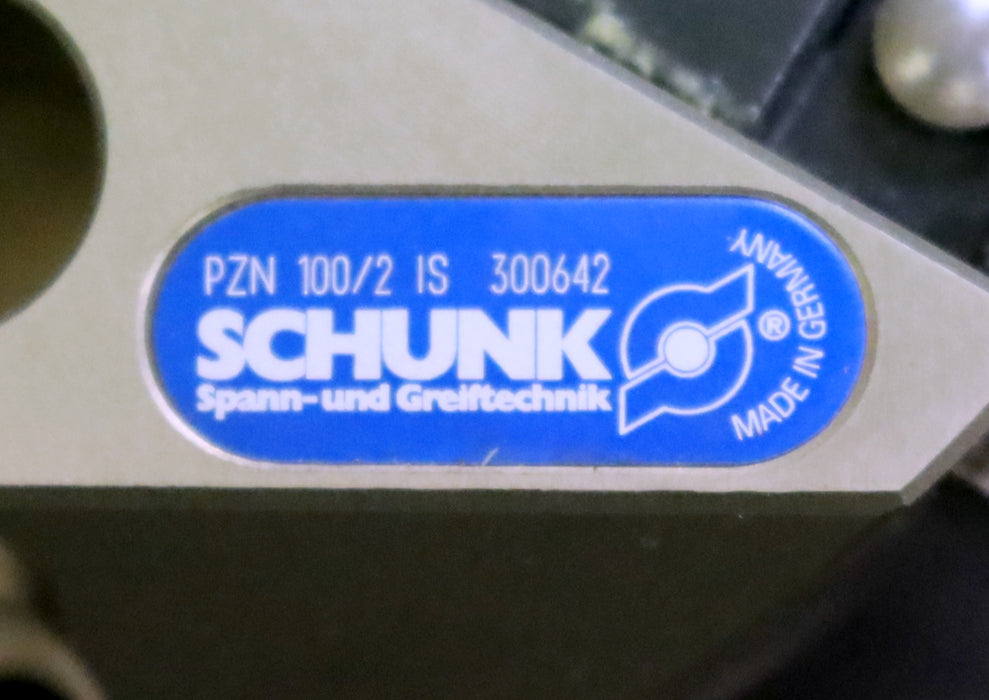 PZN 100/2 IS 300642
SCHUNK
Spann- und Greiftechnik
®
MADE IN GERMANY